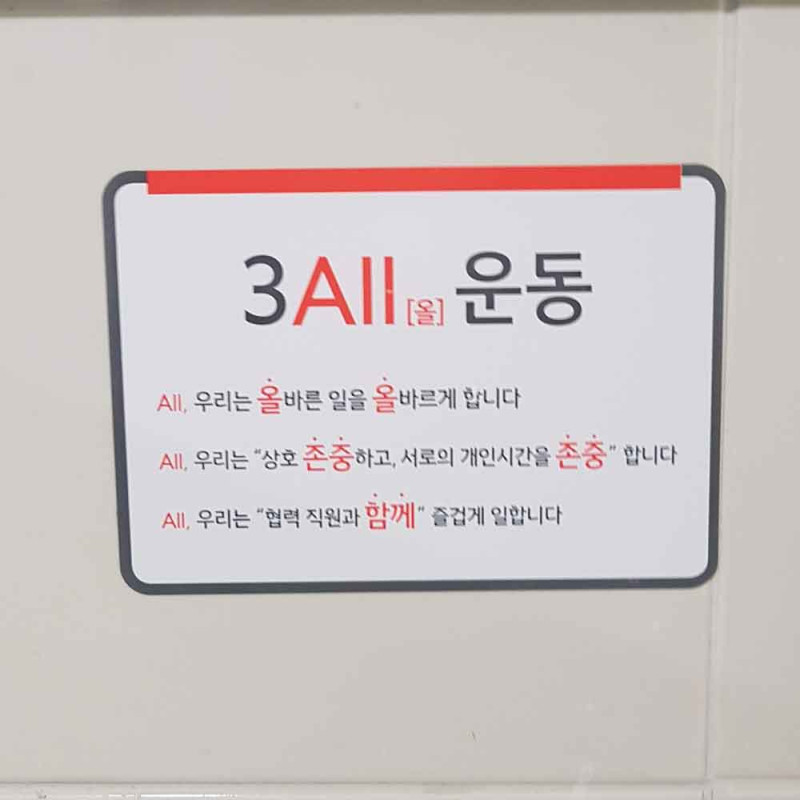 3All [올] 운동
All, 우리는 올바른 일을 올바르게 합니다
All, 우리는 “상호 존중하고, 서로의 개인시간을 존중” 합니다
All, 우리는 “협력 직원과 함께” 즐겁게 일합니다